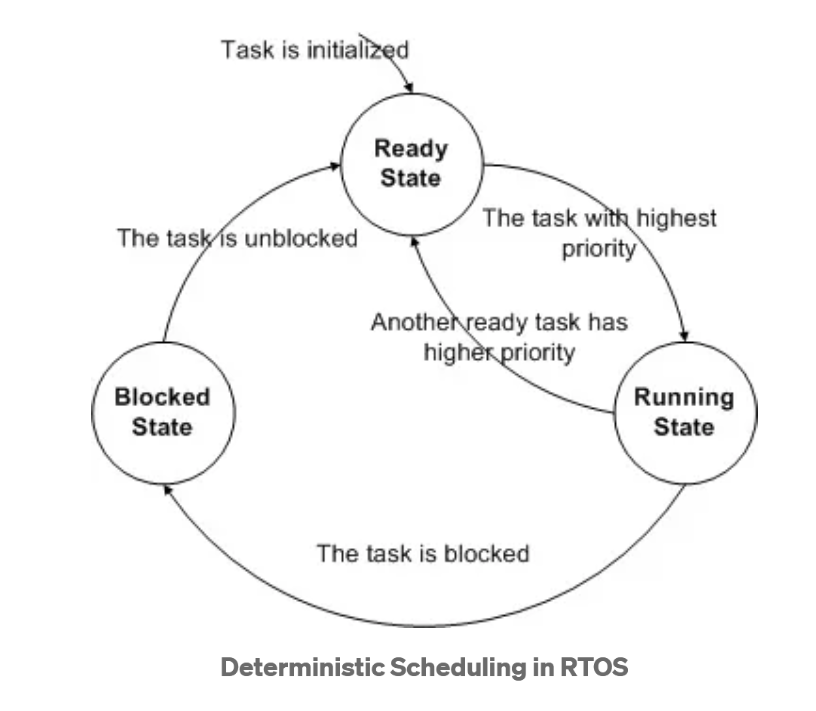 Task is initialized
Ready
State
The task with highest
priority
The task is unblocked
Another ready task has
higher priority
Blocked
State
Running
State
The task is blocked
Deterministic Scheduling in RTOS